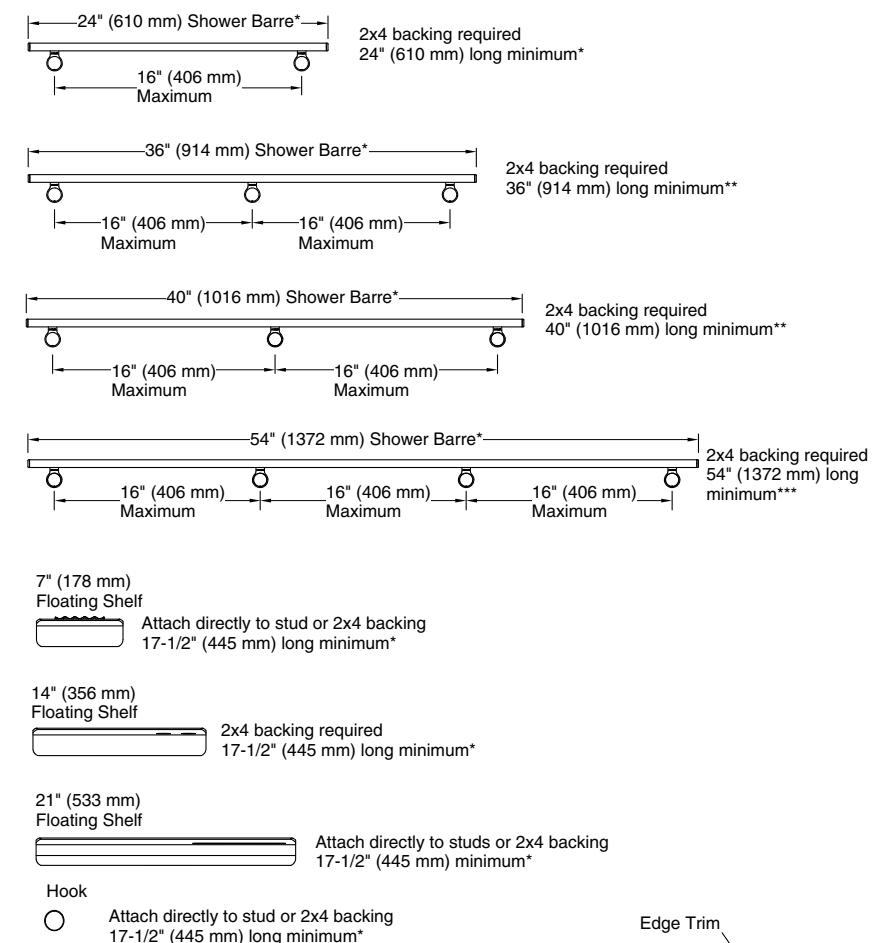 24" (610 mm) Shower Barre*
2x4 backing required
24" (610 mm) long minimum*
16" (406 mm)
Maximum
36" (914 mm) Shower Barre*
2x4 backing required
36" (914 mm) long minimum**
16" (406 mm)
Maximum
16" (406 mm)
Maximum
40" (1016 mm) Shower Barre*
2x4 backing required
40" (1016 mm) long minimum**
16" (406 mm)
Maximum
16" (406 mm)
Maximum
54" (1372 mm) Shower Barre*
2x4 backing required
54" (1372 mm) long
minimum***
16" (406 mm)
Maximum
16" (406 mm)
Maximum
16" (406 mm)
Maximum
7" (178 mm)
Floating Shelf
Attach directly to stud or 2x4 backing
17-1/2" (445 mm) long minimum*
14" (356 mm)
Floating Shelf
2x4 backing required
17-1/2" (445 mm) long minimum*
21" (533 mm)
Floating Shelf
Attach directly to studs or 2x4 backing
17-1/2" (445 mm) minimum*
Hook
Attach directly to stud or 2x4 backing
17-1/2" (445 mm) long minimum*
Edge Trim